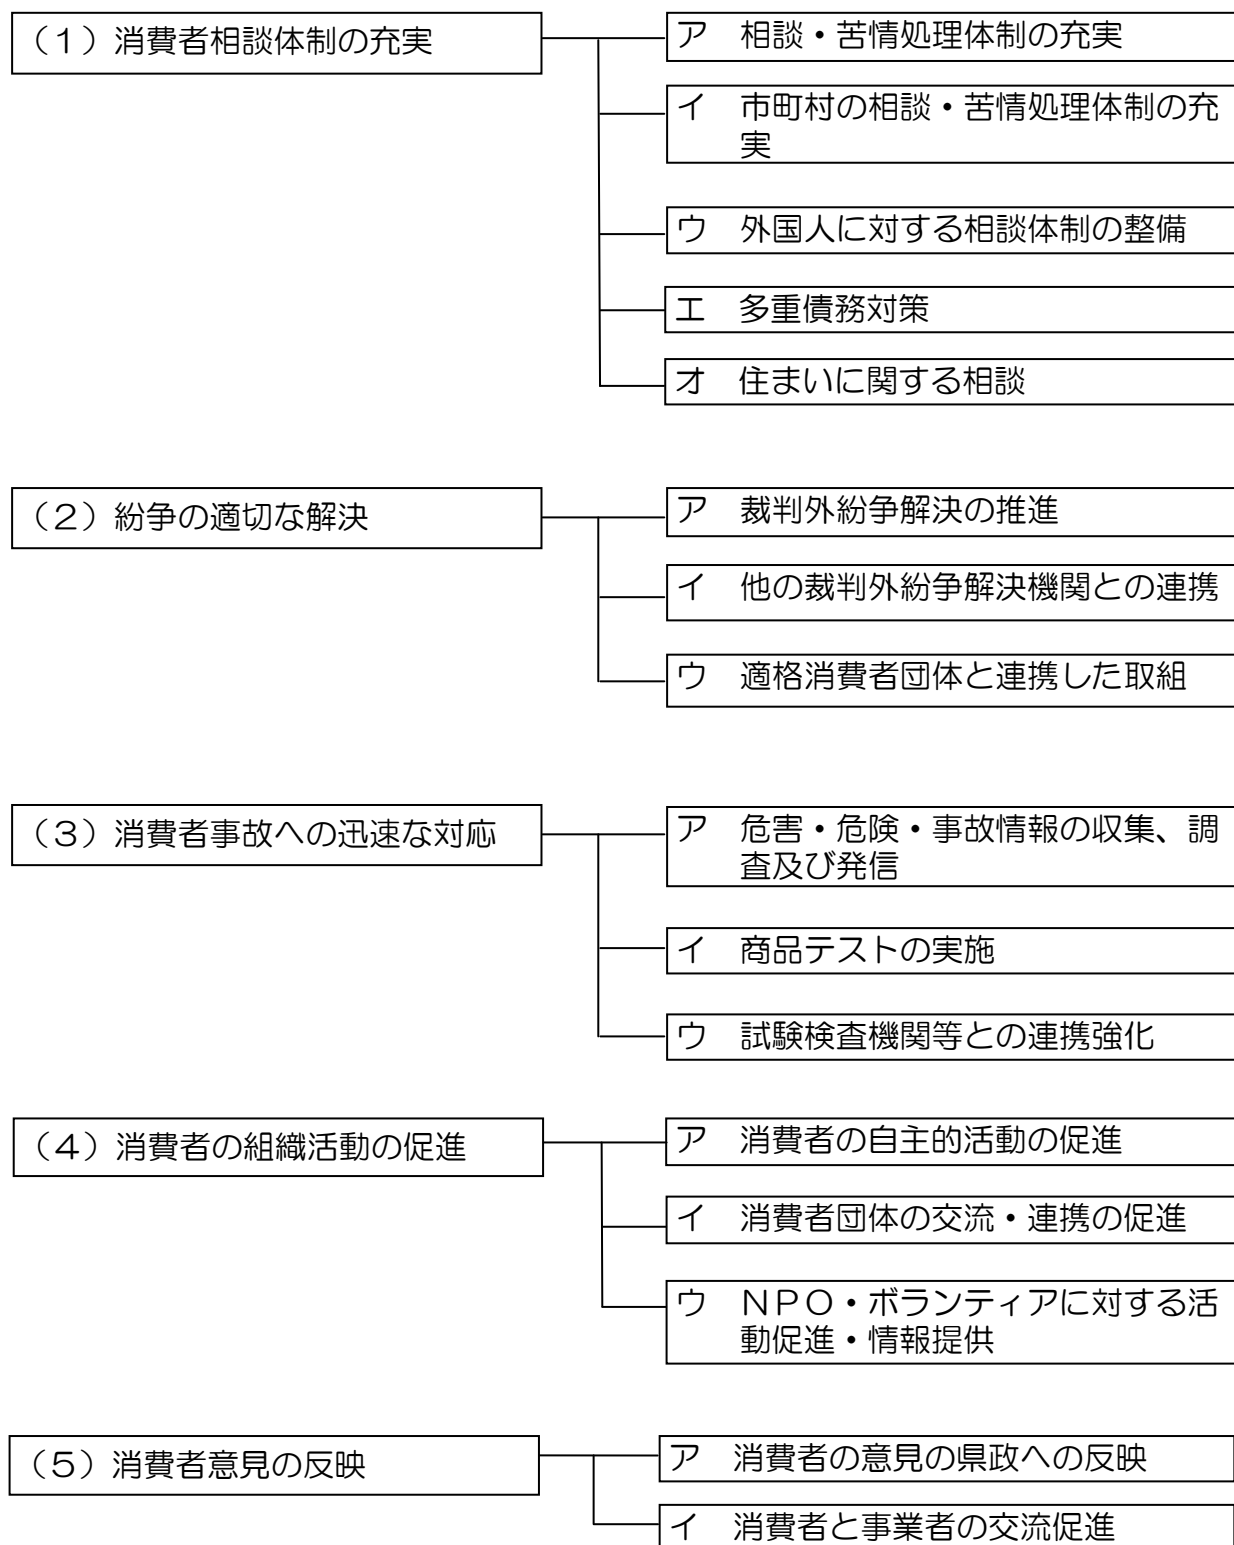 （１）消費者相談体制の充実
ア　相談・苦情処理体制の充実
イ　市町村の相談・苦情処理体制の充
実
ウ　外国人に対する相談体制の整備
エ　多重債務対策
オ　住まいに関する相談
（２）紛争の適切な解決
ア　裁判外紛争解決の推進
イ　他の裁判外紛争解決機関との連携
ウ　適格消費者団体と連携した取組
（３）消費者事故への迅速な対応
ア　危害・危険・事故情報の収集、調
査及び発信
イ　商品テストの実施
ウ　試験検査機関等との連携強化
（４）消費者の組織活動の促進
ア　消費者の自主的活動の促進
イ　消費者団体の交流・連携の促進
ウ　ＮＰＯ・ボランティアに対する活
動促進・情報提供
（５）消費者意見の反映
ア　消費者の意見の県政への反映
イ　消費者と事業者の交流促進